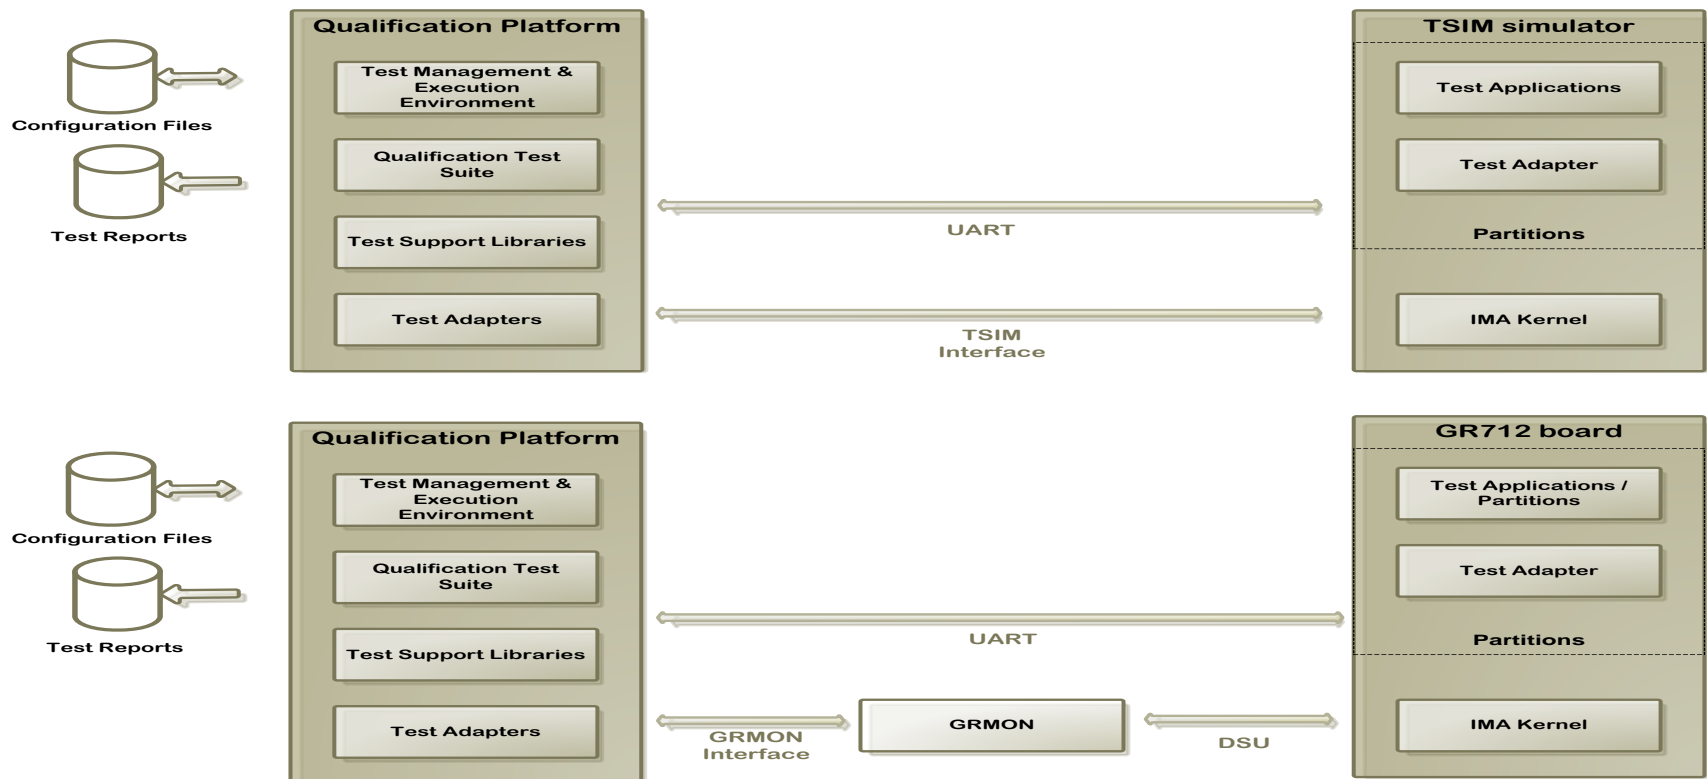 Qualification Platform
TSIM simulator
Configuration Files
Test Reports
Test Management &
Execution
Environment
Qualification Test
Suite
Test Support Libraries
Test Adapters
UART
TSIM
Interface
Test Applications
Test Adapter
Partitions
IMA Kernel
Qualification Platform
GR712 board
Configuration Files
Test Reports
Test Management &
Execution
Environment
Qualification Test
Suite
Test Support Libraries
Test Adapters
UART
GRMON
Interface
GRMON
DSU
Test Applications /
Partitions
Test Adapter
Partitions
IMA Kernel